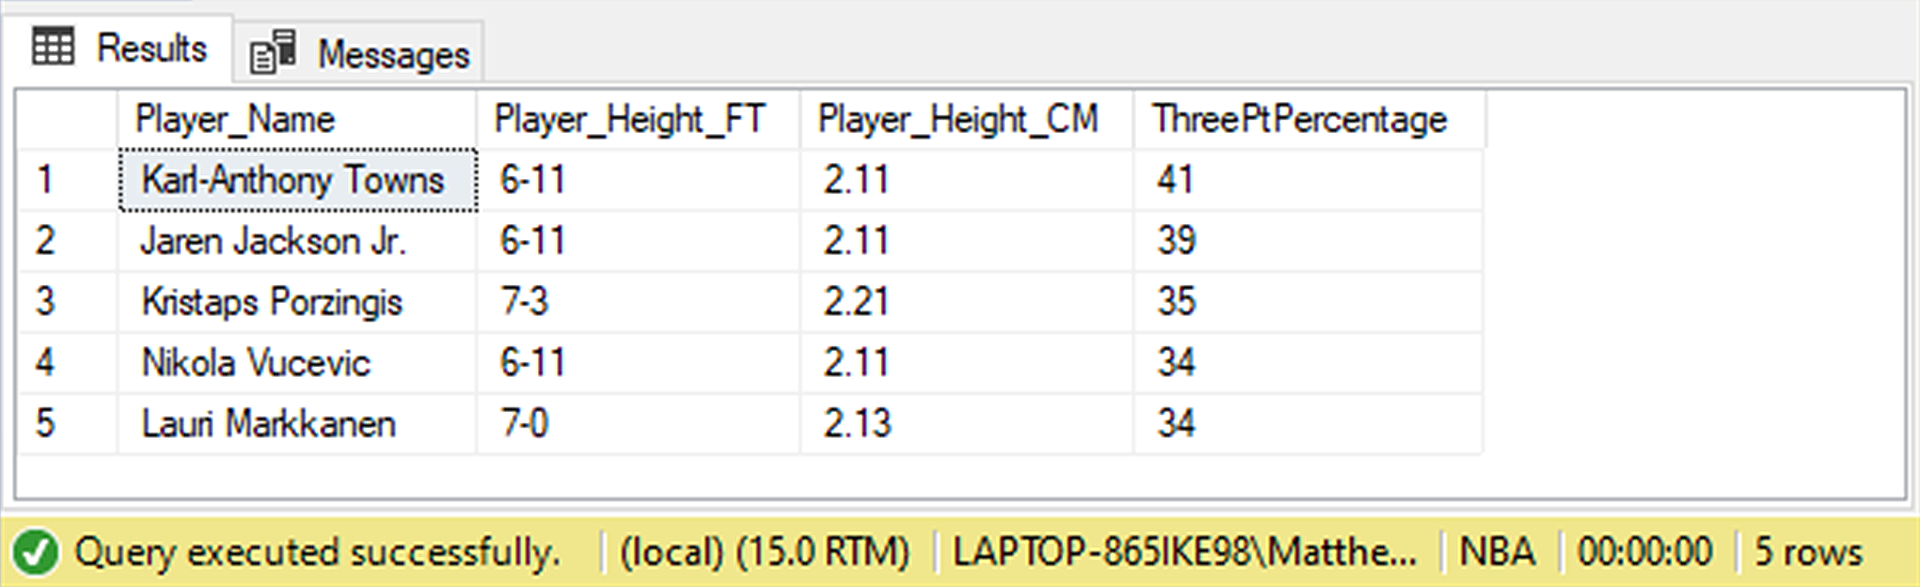 Results Messages
Player_Name Player_Height_FT Player_Height_CM ThreePtPercentage
1 Karl-Anthony Towns 6-11 2.11 41
2 Jaren Jackson Jr. 6-11 2.11 39
3 Kristaps Porzingis 7-3 2.21 35
4 Nikola Vucevic 6-11 2.11 34
5 Lauri Markkanen 7-0 2.13 34
Query executed successfully. (local) (15.0 RTM) LAPTOP-865IKE98\Matthe... NBA 00:00:00 5 rows